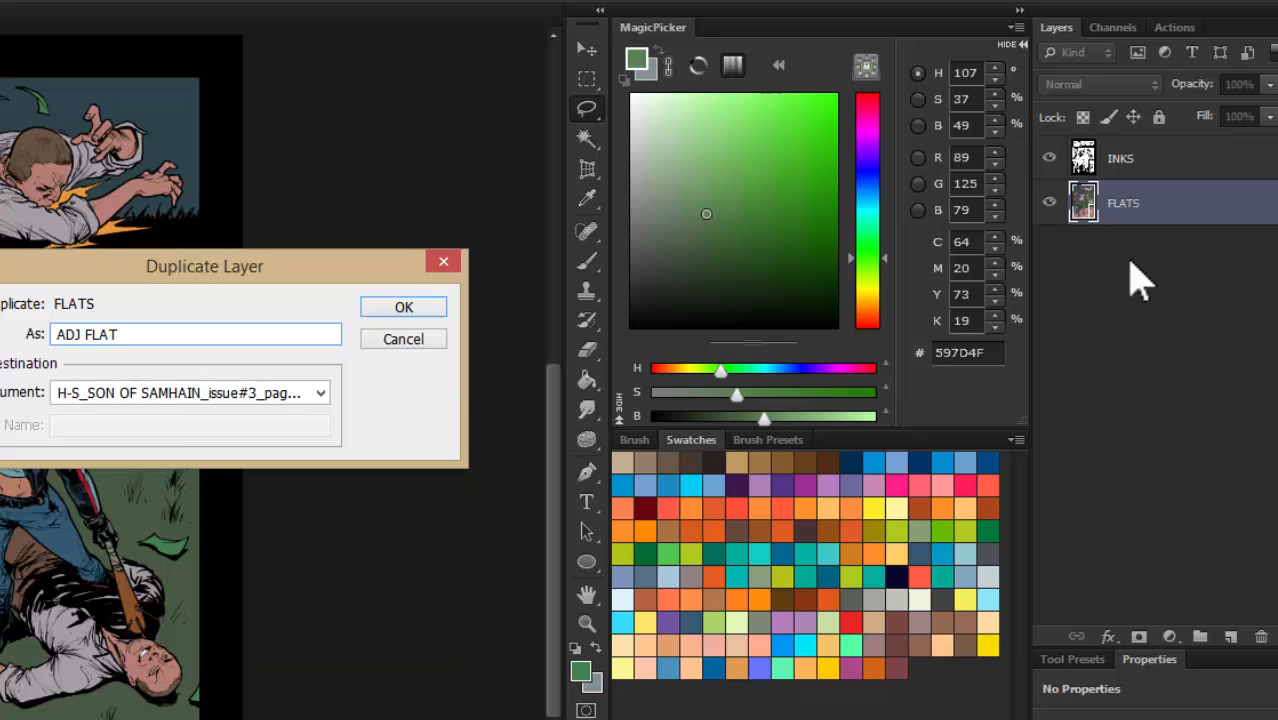 MagicPicker
HIDE
H 107 °
S 37 %
B 49 %
R 89
G 125
B 79
C 64 %
M 20 %
Y 73 %
K 19 %
# 597D4F
H
S
B
HIDE
Brush Swatches Brush Presets
Layers Channels Actions
Kind
Normal Opacity: 100%
Lock: Fill: 100%
INKS
FLATS
fx
Tool Presets Properties
No Properties
Duplicate Layer
plicate: FLATS
As: ADJ FLAT
OK
Cancel
estination
ument: H-S_SON OF SAMHAIN_issue#3_pag...
Name: